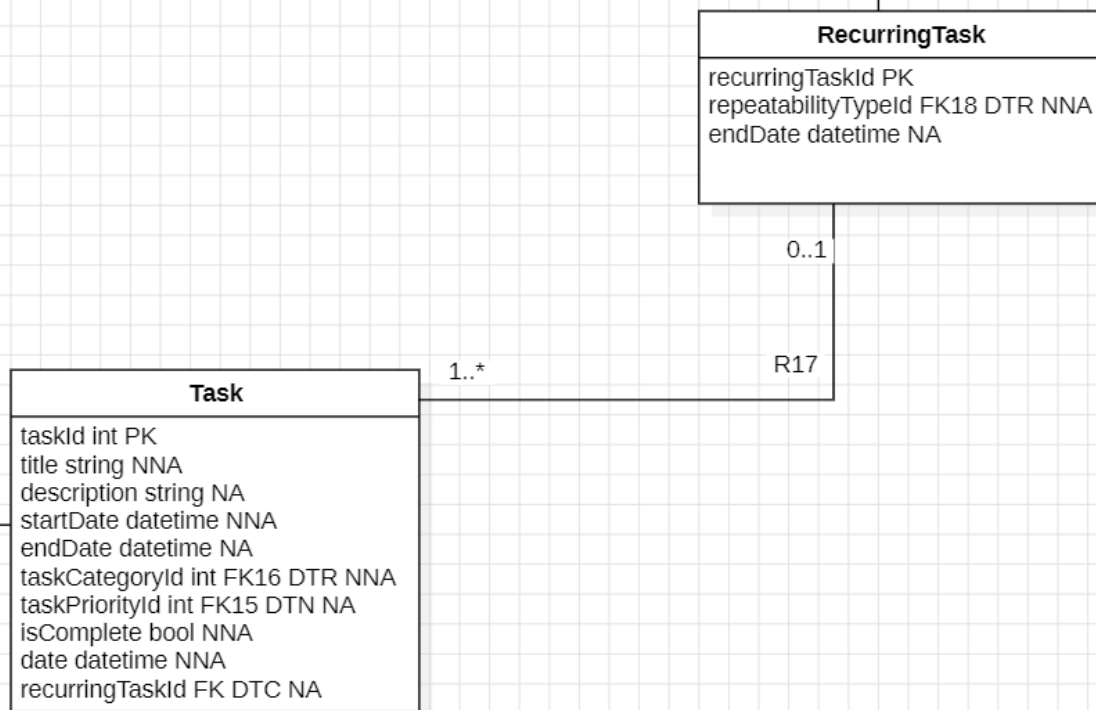 RecurringTask
recurringTaskId PK
repeatabilityTypeId FK18 DTR NNA
endDate datetime NA
0..1
R17
1..*
Task
taskId int PK
title string NNA
description string NA
startDate datetime NNA
endDate datetime NA
taskCategoryId int FK16 DTR NNA
taskPriorityId int FK15 DTN NA
isComplete bool NNA
date datetime NNA
recurringTaskId FK DTC NA